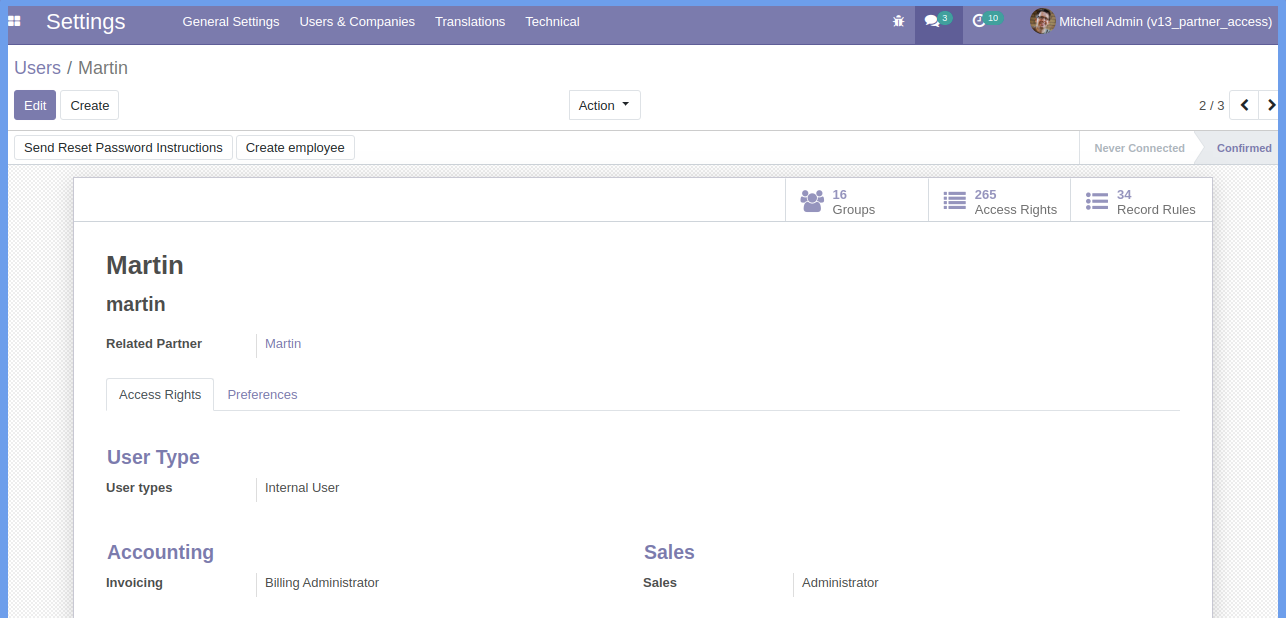 Settings General Settings Users & Companies Translations Technical 3 10 Mitchell Admin (v13_partner_access)
Users / Martin
Edit Create Action 2 / 3
Send Reset Password Instructions Create employee Never Connected Confirmed
16 Groups 265 Access Rights 34 Record Rules
Martin
martin
Related Partner Martin
Access Rights Preferences
User Type
User types Internal User
Accounting Sales
Invoicing Billing Administrator Sales Administrator